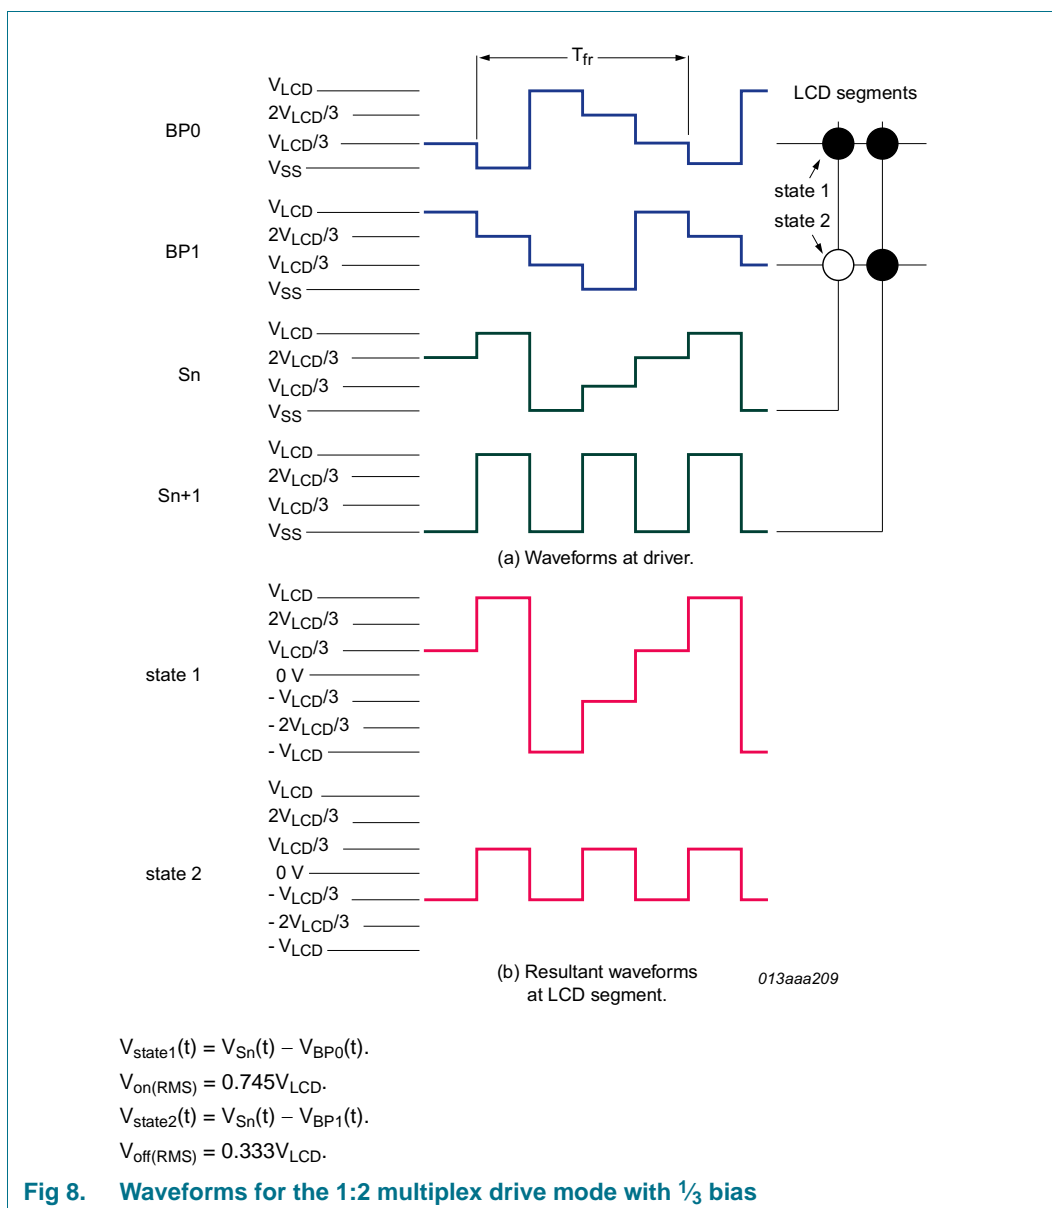 T_fr
V_LCD
2V_LCD/3
V_LCD/3
V_SS
BP0
LCD segments
state 1
V_LCD
2V_LCD/3
V_LCD/3
V_SS
BP1
state 2
V_LCD
2V_LCD/3
V_LCD/3
V_SS
Sn
V_LCD
2V_LCD/3
V_LCD/3
V_SS
Sn+1
(a) Waveforms at driver.
V_LCD
2V_LCD/3
V_LCD/3
0 V
- V_LCD/3
- 2V_LCD/3
- V_LCD
state 1
V_LCD
2V_LCD/3
V_LCD/3
0 V
- V_LCD/3
- 2V_LCD/3
- V_LCD
state 2
(b) Resultant waveforms
at LCD segment.
013aaa209
V_state1(t) = V_Sn(t) − V_BP0(t).
V_on(RMS) = 0.745V_LCD.
V_state2(t) = V_Sn(t) − V_BP1(t).
V_off(RMS) = 0.333V_LCD.
Fig 8. Waveforms for the 1:2 multiplex drive mode with 1⁄3 bias